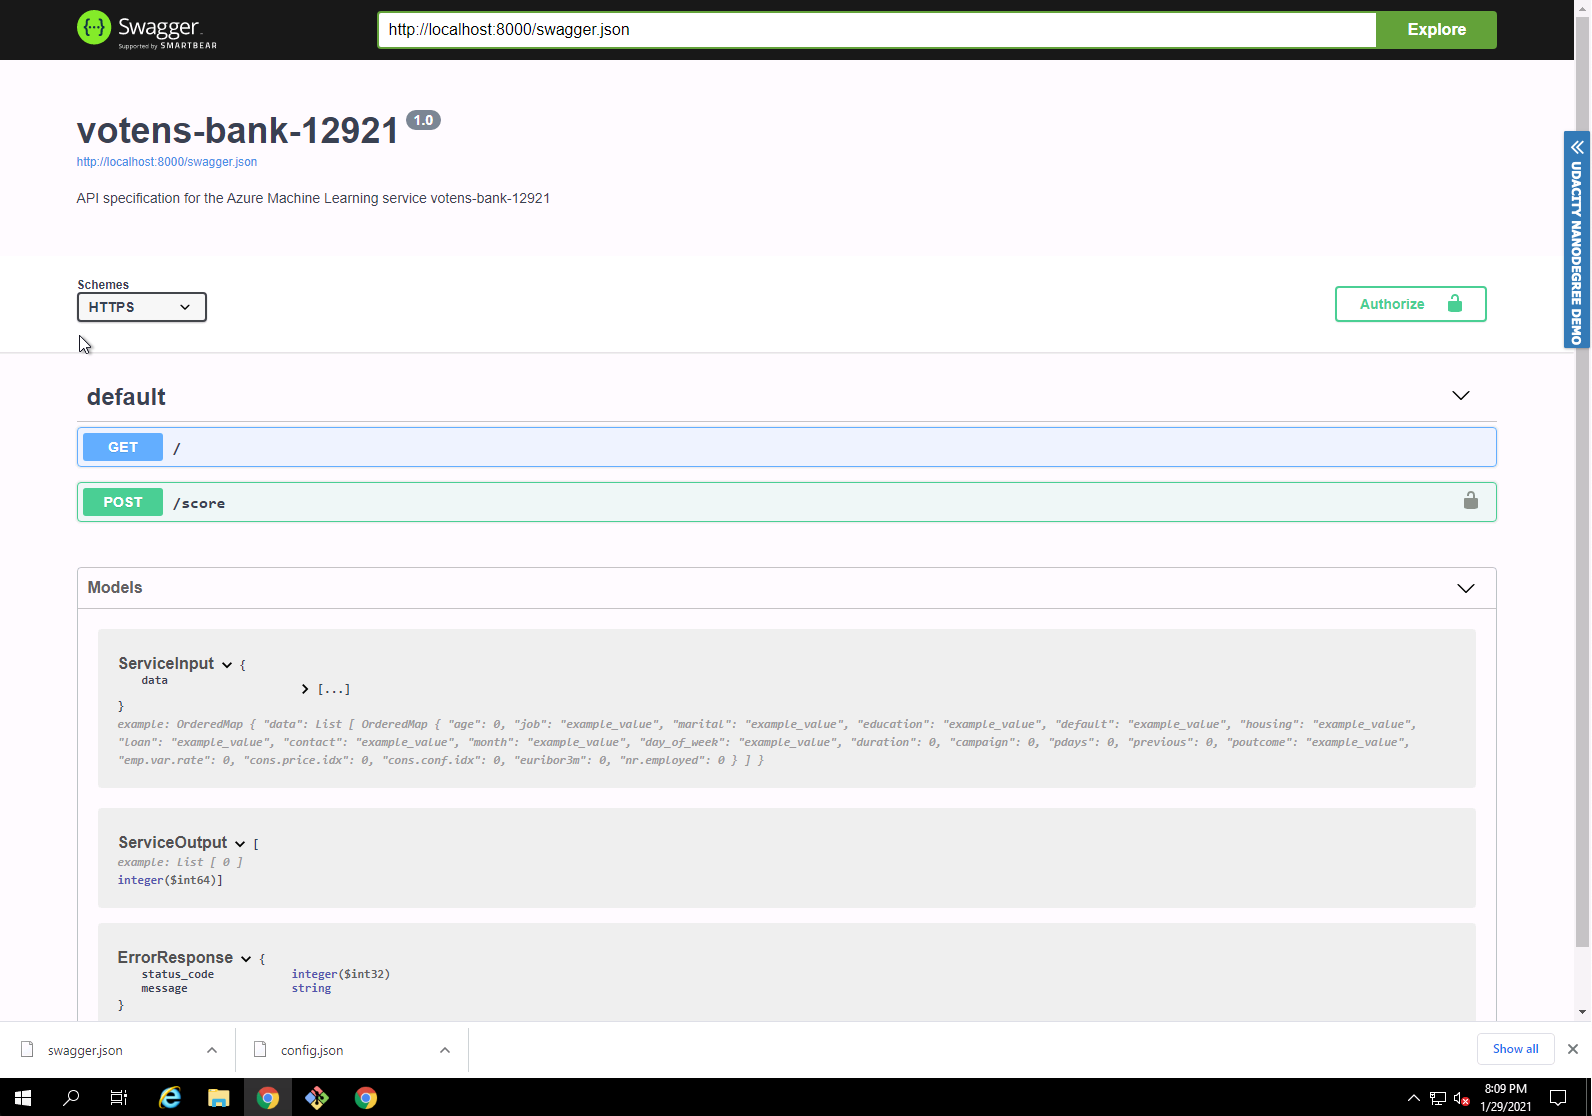 Swagger
Supported by SMARTBEAR
http://localhost:8000/swagger.json
Explore
votens-bank-12921 1.0
http://localhost:8000/swagger.json
API specification for the Azure Machine Learning service votens-bank-12921
UDACITY NANODEGREE DEMO
Schemes
HTTPS
Authorize
default
GET /
POST /score
Models
ServiceInput {
data
[...]
}
example: OrderedMap { "data": List [ OrderedMap { "age": 0, "job": "example_value", "marital": "example_value", "education": "example_value", "default": "example_value", "housing": "example_value",
"loan": "example_value", "contact": "example_value", "month": "example_value", "day_of_week": "example_value", "duration": 0, "campaign": 0, "pdays": 0, "previous": 0, "poutcome": "example_value",
"emp.var.rate": 0, "cons.price.idx": 0, "cons.conf.idx": 0, "euribor3m": 0, "nr.employed": 0 } ] }
ServiceOutput [
example: List [ 0 ]
integer($int64)]
ErrorResponse {
status_code integer($int32)
message string
}
swagger.json
config.json
Show all
8:09 PM
1/29/2021